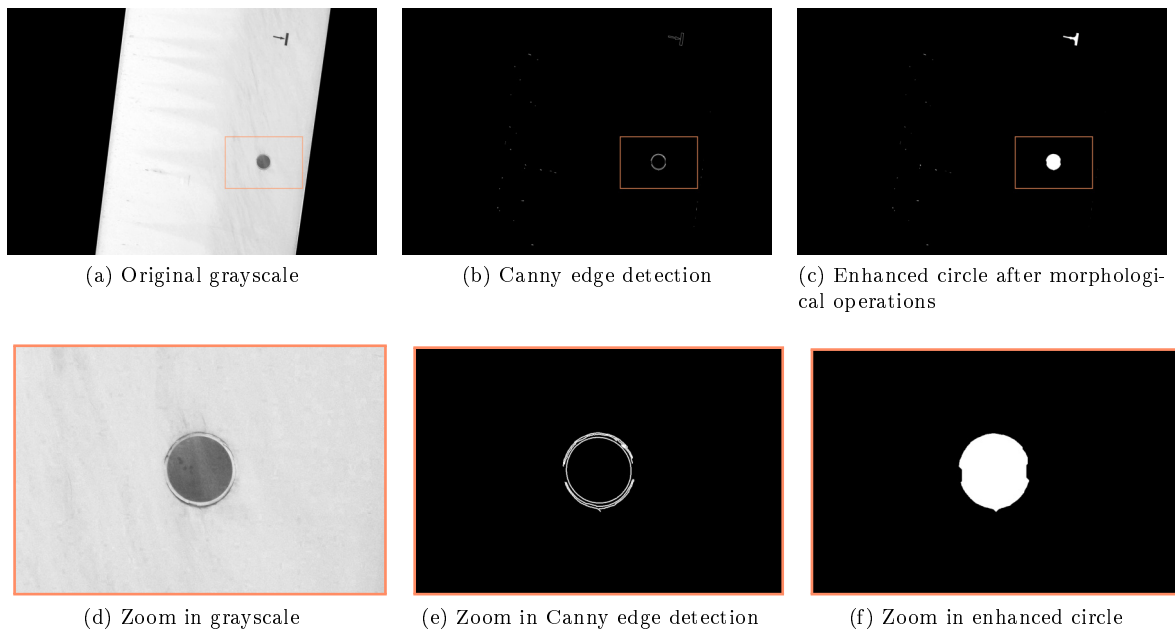 (a) Original grayscale
(b) Canny edge detection
(c) Enhanced circle after morphologi-
cal operations
(d) Zoom in grayscale
(e) Zoom in Canny edge detection
(f) Zoom in enhanced circle